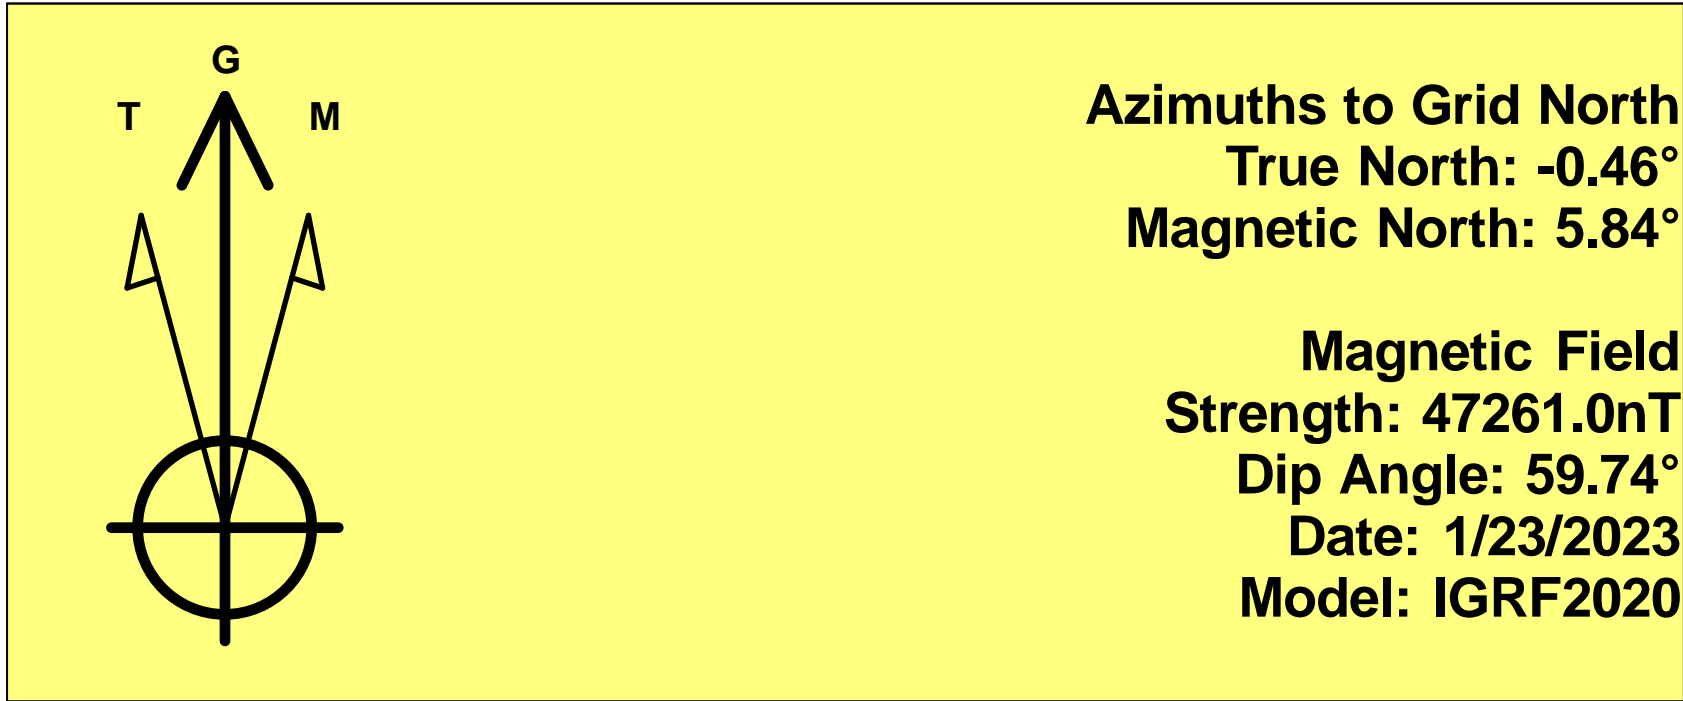 G
T
M
Azimuths to Grid North
True North: -0.46°
Magnetic North: 5.84°
Magnetic Field
Strength: 47261.0nT
Dip Angle: 59.74°
Date: 1/23/2023
Model: IGRF2020